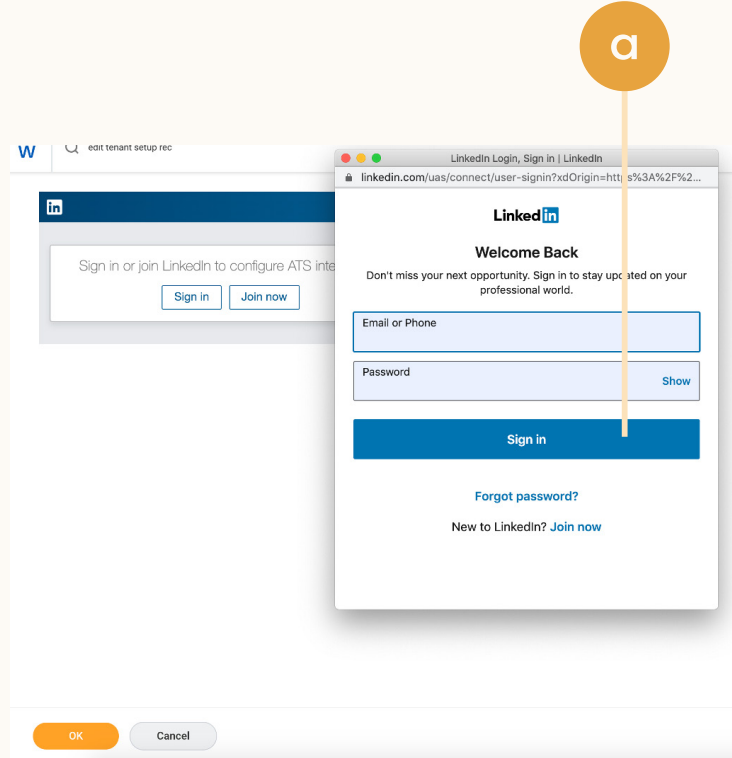 a
W
edit tenant setup rec
LinkedIn Login, Sign in | LinkedIn
linkedin.com/uas/connect/user-signin?xdOrigin=https%3A%2F%2...
in
Sign in or join LinkedIn to configure ATS inte
Sign in Join now
Linked in
Welcome Back
Don't miss your next opportunity. Sign in to stay updated on your
professional world.
Email or Phone
Password
Show
Sign in
Forgot password?
New to LinkedIn? Join now
OK
Cancel